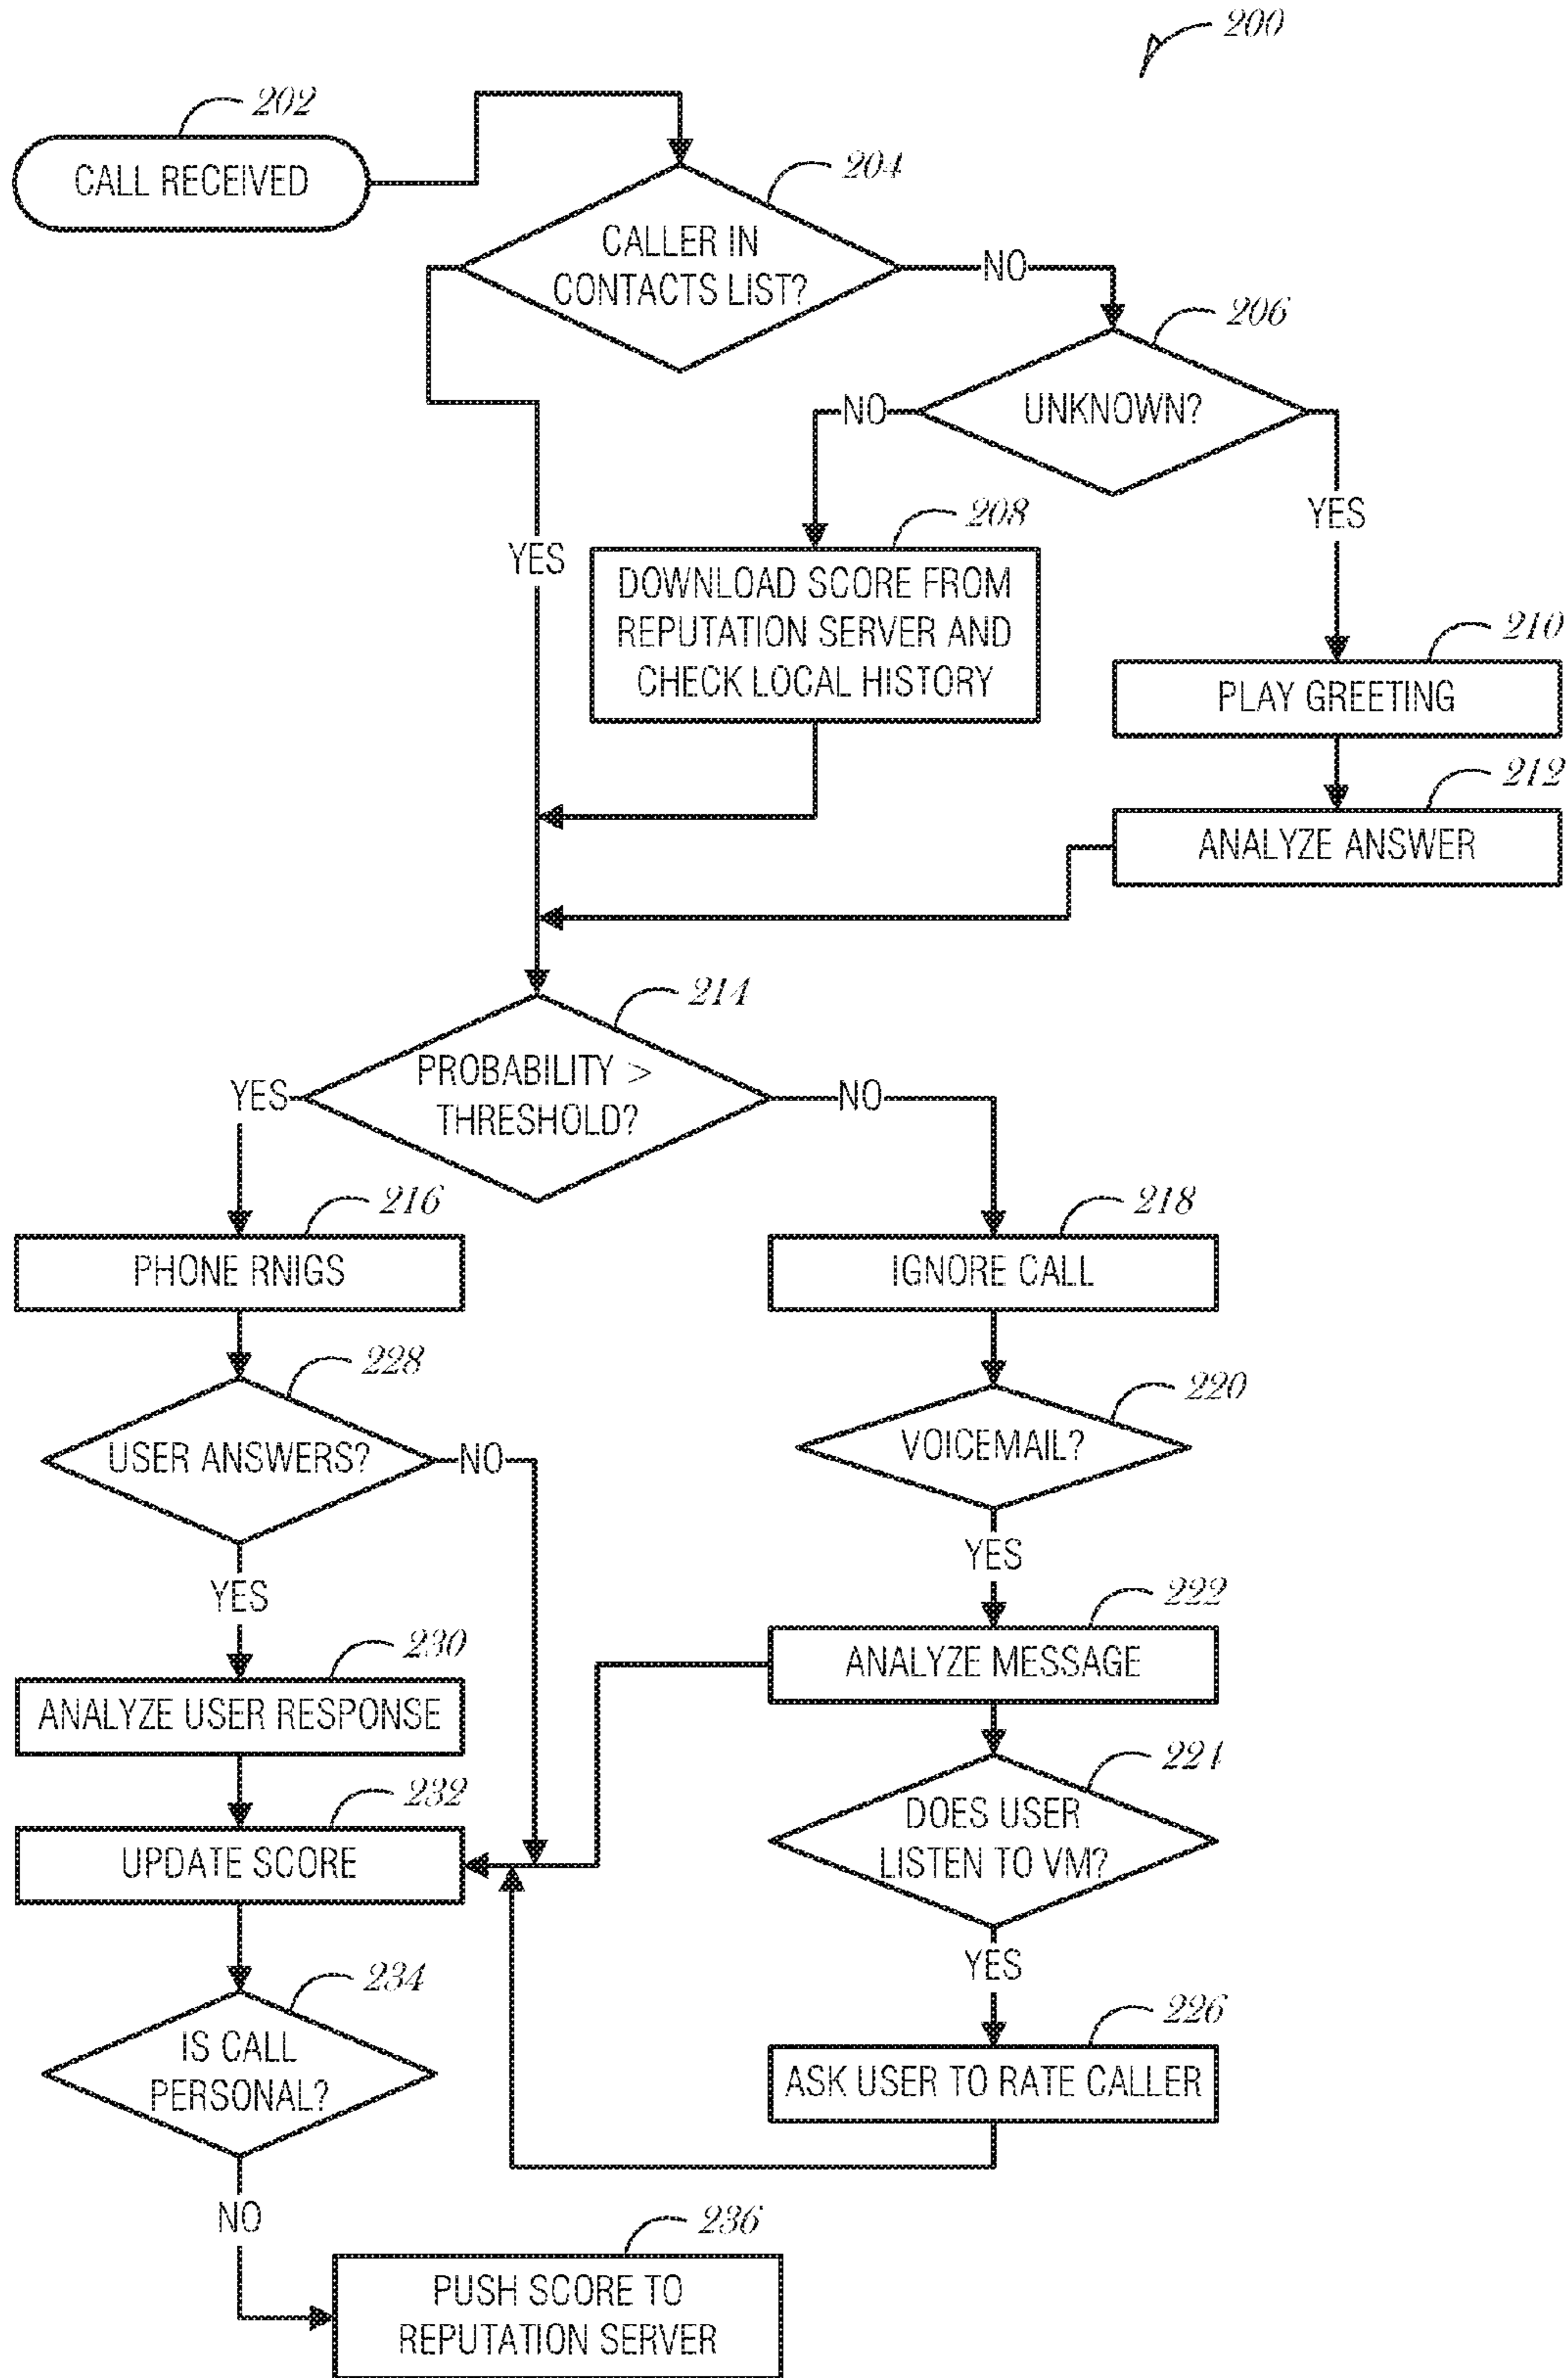 200
202
CALL RECEIVED
204
CALLER IN
CONTACTS LIST?
NO
206
UNKNOWN?
NO
YES
YES
208
DOWNLOAD SCORE FROM
REPUTATION SERVER AND
CHECK LOCAL HISTORY
210
PLAY GREETING
212
ANALYZE ANSWER
214
PROBABILITY >
THRESHOLD?
YES
NO
216
PHONE RNIGS
218
IGNORE CALL
228
USER ANSWERS?
NO
220
VOICEMAIL?
YES
YES
222
ANALYZE MESSAGE
230
ANALYZE USER RESPONSE
221
DOES USER
LISTEN TO VM?
232
UPDATE SCORE
YES
234
IS CALL
PERSONAL?
226
ASK USER TO RATE CALLER
NO
236
PUSH SCORE TO
REPUTATION SERVER